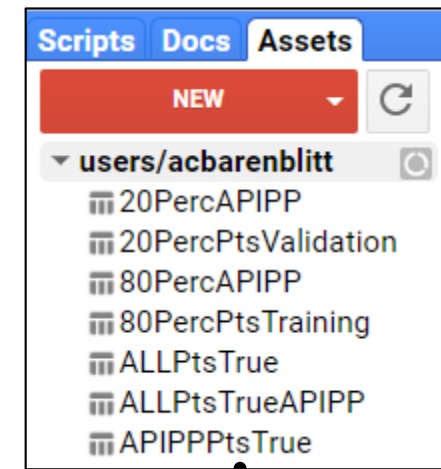 Scripts Docs Assets
NEW
users/acbarenblitt
20PercAPIPP
20PercPtsValidation
80PercAPIPP
80PercPtsTraining
ALLPtsTrue
ALLPtsTrueAPIPP
APIPPPtsTrue